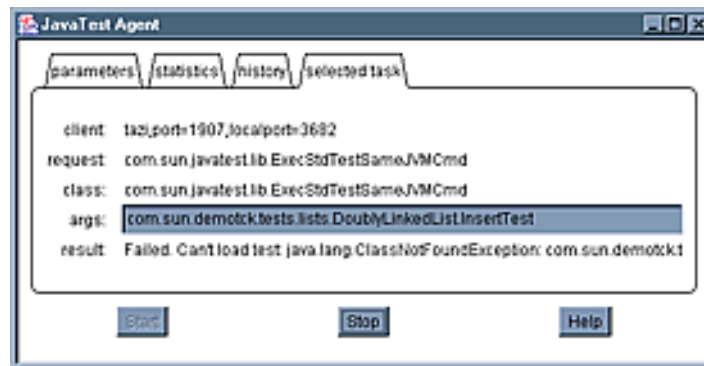 JavaTest Agent
parameters statistics history selected task
client: tazi,port=1907,localport=3682
request: com.sun.javatest.lib.ExecStdTestSameJVMCmd
class: com.sun.javatest.lib.ExecStdTestSameJVMCmd
args: com.sun.demotck.tests.lists.DoublyLinkedList.InsertTest
result: Failed. Can't load test: java.lang.ClassNotFoundException: com.sun.demotck.t
Start Stop Help